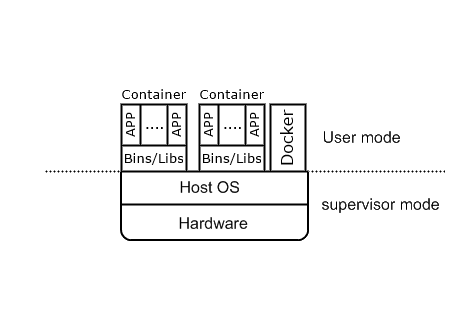 Container Container
APP .... APP APP .... APP Docker
Bins/Libs Bins/Libs
User mode
Host OS
supervisor mode
Hardware